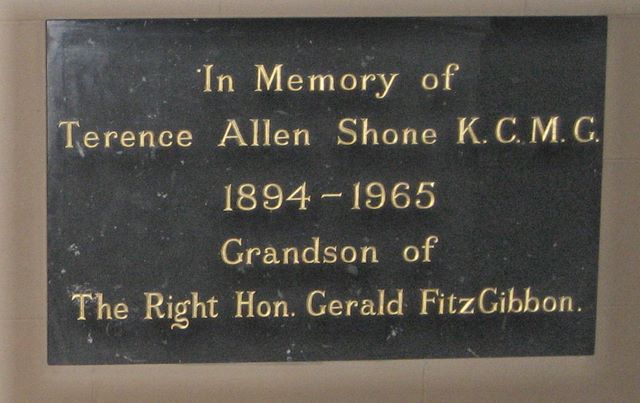 In Memory of
Terence Allen Shone K.C.M.G.
1894-1965
Grandson of
The Right Hon. Gerald FitzGibbon.